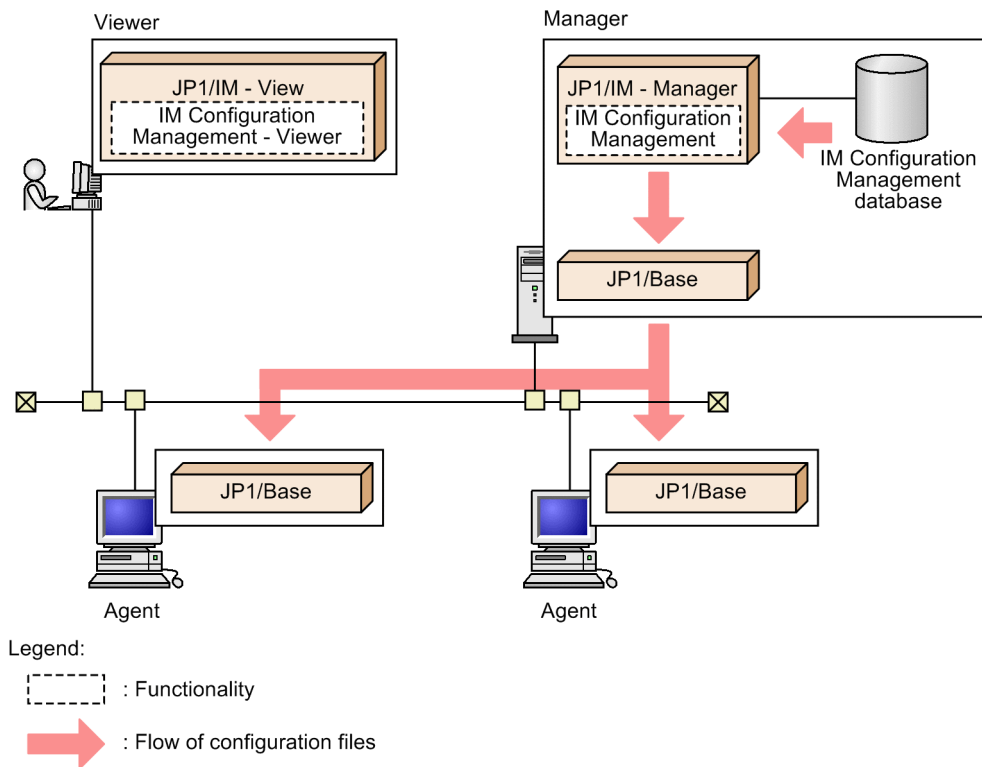 Viewer
JP1/IM - View
IM Configuration
Management - Viewer
Manager
JP1/IM - Manager
IM Configuration
Management
IM Configuration
Management
database
JP1/Base
JP1/Base
Agent
JP1/Base
Agent
Legend:
: Functionality
: Flow of configuration files